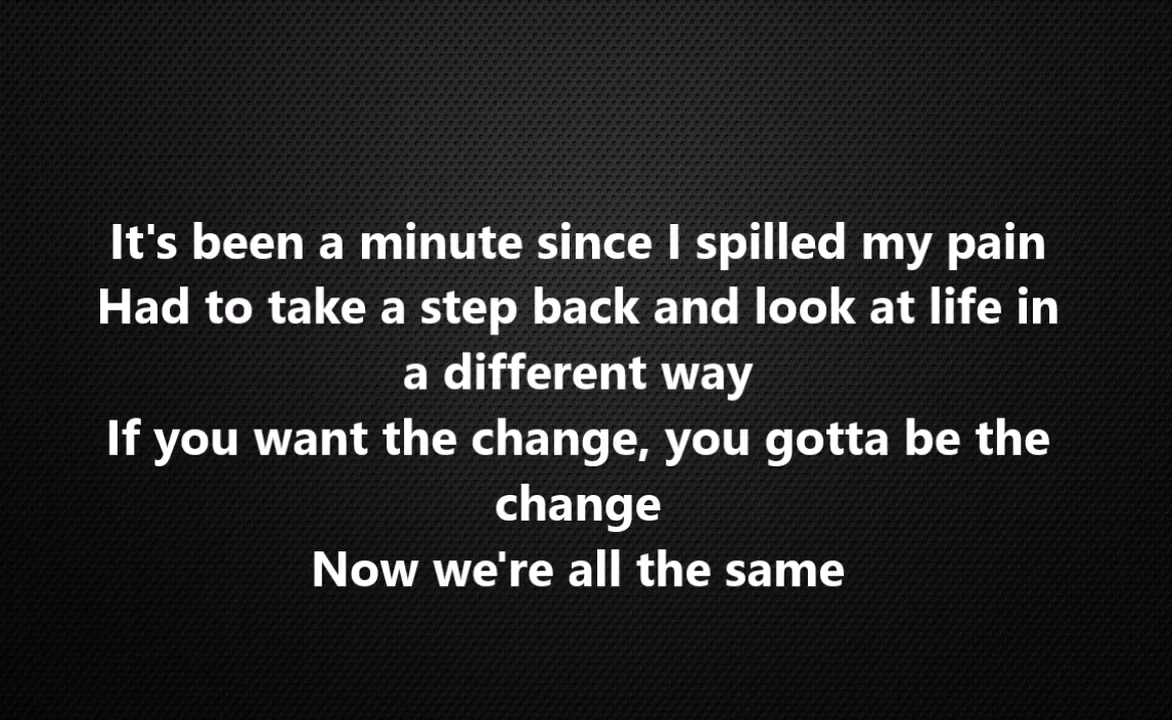 It's been a minute since I spilled my pain
Had to take a step back and look at life in
a different way
If you want the change, you gotta be the
change
Now we're all the same